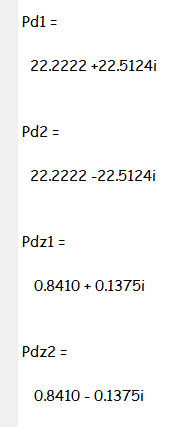 Pd1 =
22.2222 +22.5124i
Pd2 =
22.2222 -22.5124i
Pdz1 =
0.8410 + 0.1375i
Pdz2 =
0.8410 - 0.1375i